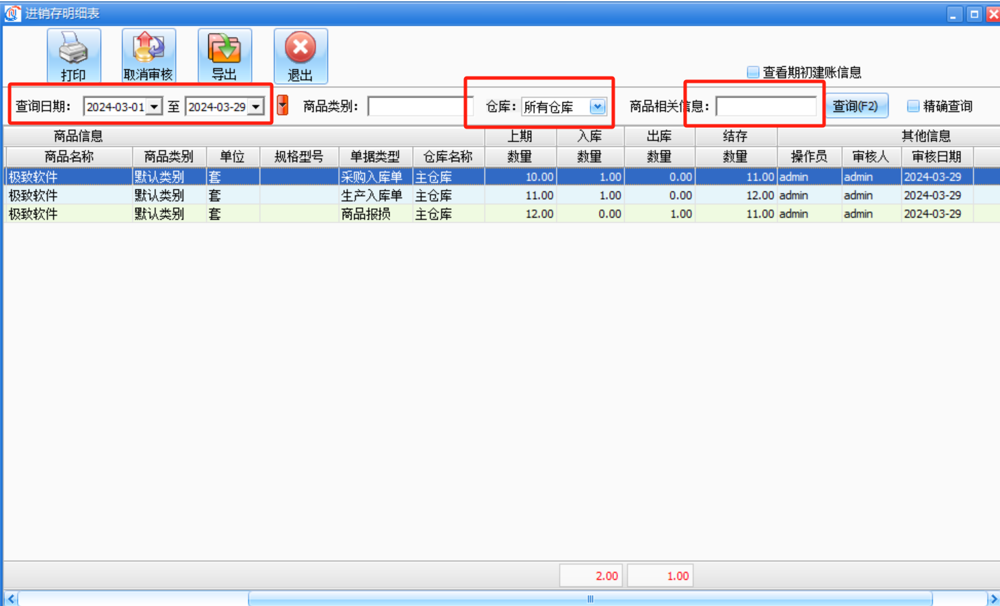 进销存明细表
打印 取消审核 导出 退出
查看期初建账信息
查询日期： 2024-03-01 至 2024-03-29 商品类别： 仓库： 所有仓库 商品相关信息： 查询(F2) 精确查询
商品信息 上期 入库 出库 结存 其他信息
商品名称 商品类别 单位 规格型号 单据类型 仓库名称 数量 数量 数量 数量 操作员 审核人 审核日期
极致软件 默认类别 套 采购入库单 主仓库 10.00 1.00 0.00 11.00 admin admin 2024-03-29
极致软件 默认类别 套 生产入库单 主仓库 11.00 1.00 0.00 12.00 admin admin 2024-03-29
极致软件 默认类别 套 商品报损 主仓库 12.00 0.00 1.00 11.00 admin admin 2024-03-29
2.00 1.00